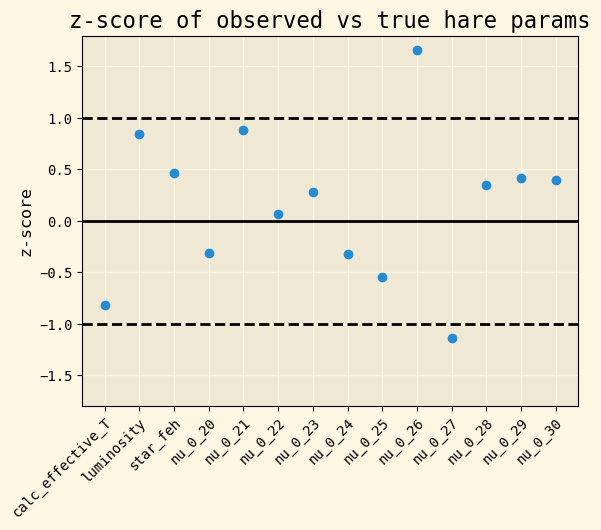 z-score of observed vs true hare params
z-score
1.5
1.0
0.5
0.0
−0.5
−1.0
−1.5
calc_effective_T
luminosity
star_feh
nu_0_20
nu_0_21
nu_0_22
nu_0_23
nu_0_24
nu_0_25
nu_0_26
nu_0_27
nu_0_28
nu_0_29
nu_0_30